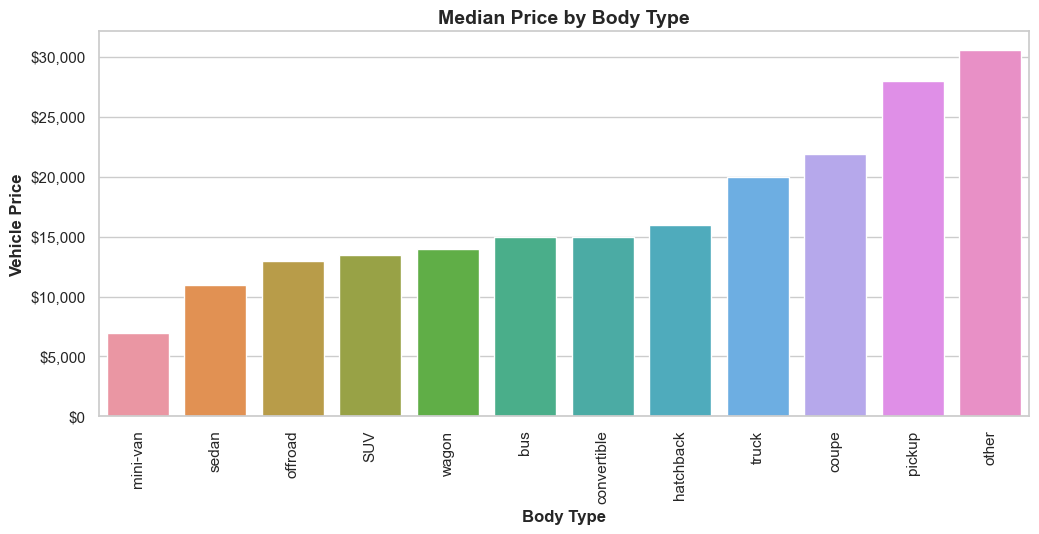 Median Price by Body Type
Vehicle Price
$30,000
$25,000
$20,000
$15,000
$10,000
$5,000
$0
mini-van
sedan
offroad
SUV
wagon
bus
convertible
hatchback
truck
coupe
pickup
other
Body Type